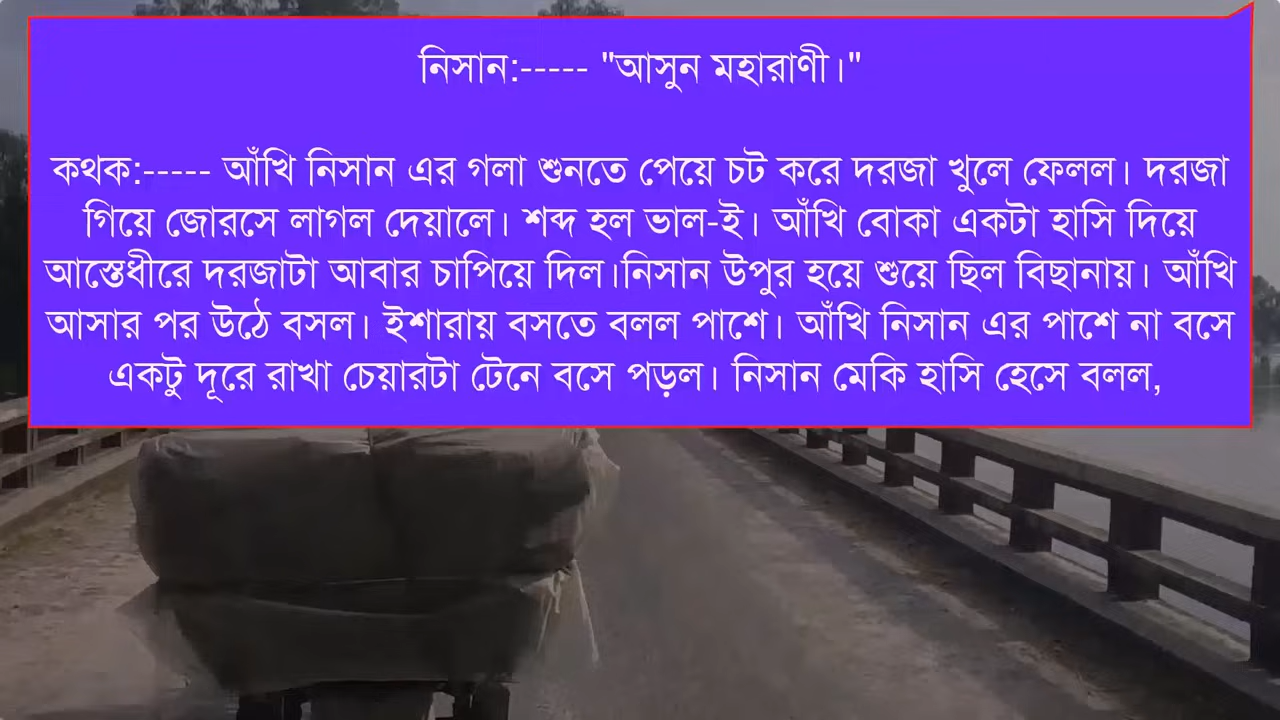 নিসান:----- "আসুন মহারাণী।"
কথক:----- আঁখি নিসান এর গলা শুনতে পেয়ে চট করে দরজা খুলে ফেলল। দরজা
গিয়ে জোরসে লাগল দেয়ালে। শব্দ হল ভাল-ই। আঁখি বোকা একটা হাসি দিয়ে
আস্তেধীরে দরজাটা আবার চাপিয়ে দিল।নিসান উপুর হয়ে শুয়ে ছিল বিছানায়। আঁখি
আসার পর উঠে বসল। ইশারায় বসতে বলল পাশে। আঁখি নিসান এর পাশে না বসে
একটু দূরে রাখা চেয়ারটা টেনে বসে পড়ল। নিসান মেকি হাসি হেসে বলল,